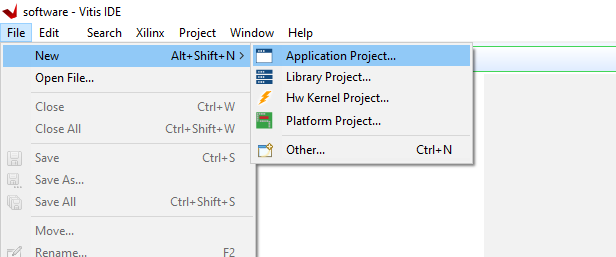 software - Vitis IDE
File Edit Search Xilinx Project Window Help
New Alt+Shift+N > Application Project...
Open File... Library Project...
Hw Kernel Project...
Close Ctrl+W Platform Project...
Close All Ctrl+Shift+W
Other... Ctrl+N
Save Ctrl+S
Save As...
Save All Ctrl+Shift+S
Move...
Rename... F2